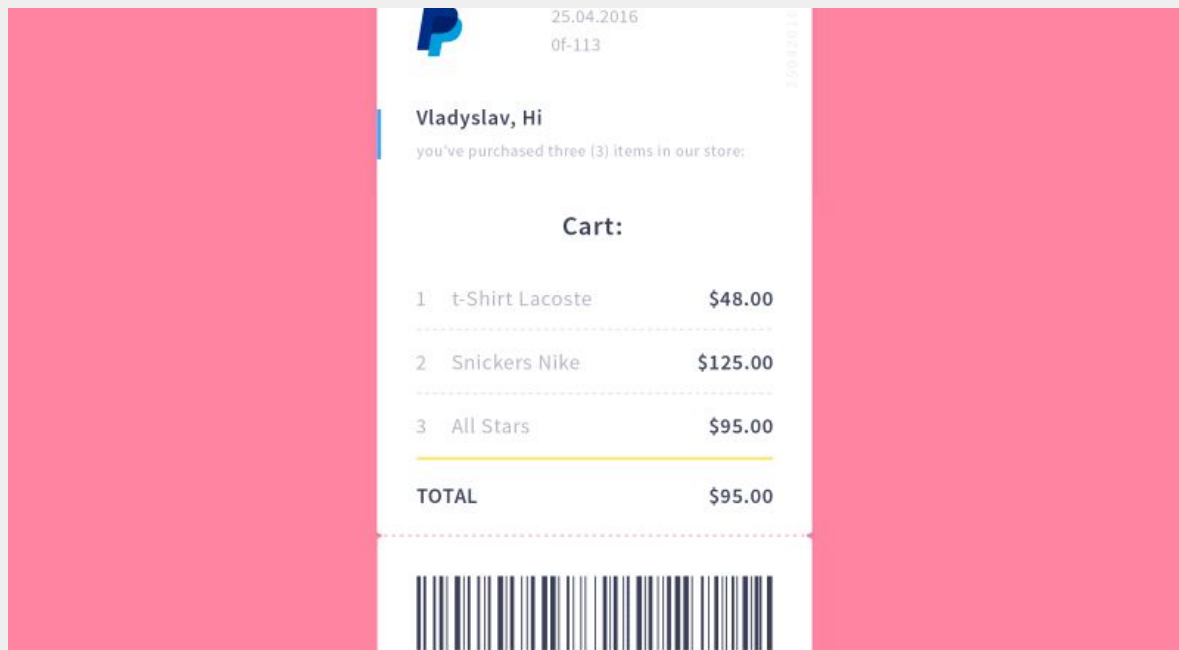 25.04.2016
0f-113
Vladyslav, Hi
you've purchased three (3) items in our store:
Cart:
1 t-Shirt Lacoste $48.00
2 Snickers Nike $125.00
3 All Stars $95.00
TOTAL $95.00